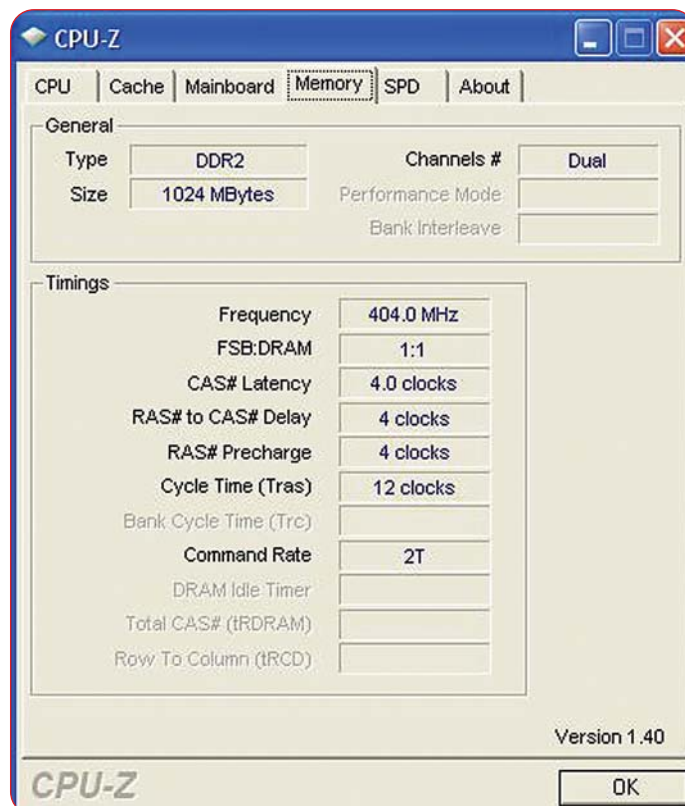 CPU-Z
CPU Cache Mainboard Memory SPD About
General
Type DDR2 Channels # Dual
Size 1024 MBytes Performance Mode
Bank Interleave
Timings
Frequency 404.0 MHz
FSB:DRAM 1:1
CAS# Latency 4.0 clocks
RAS# to CAS# Delay 4 clocks
RAS# Precharge 4 clocks
Cycle Time (Tras) 12 clocks
Bank Cycle Time (Trc)
Command Rate 2T
DRAM Idle Timer
Total CAS# (tRDRAM)
Row To Column (tRCD)
Version 1.40
CPU-Z OK